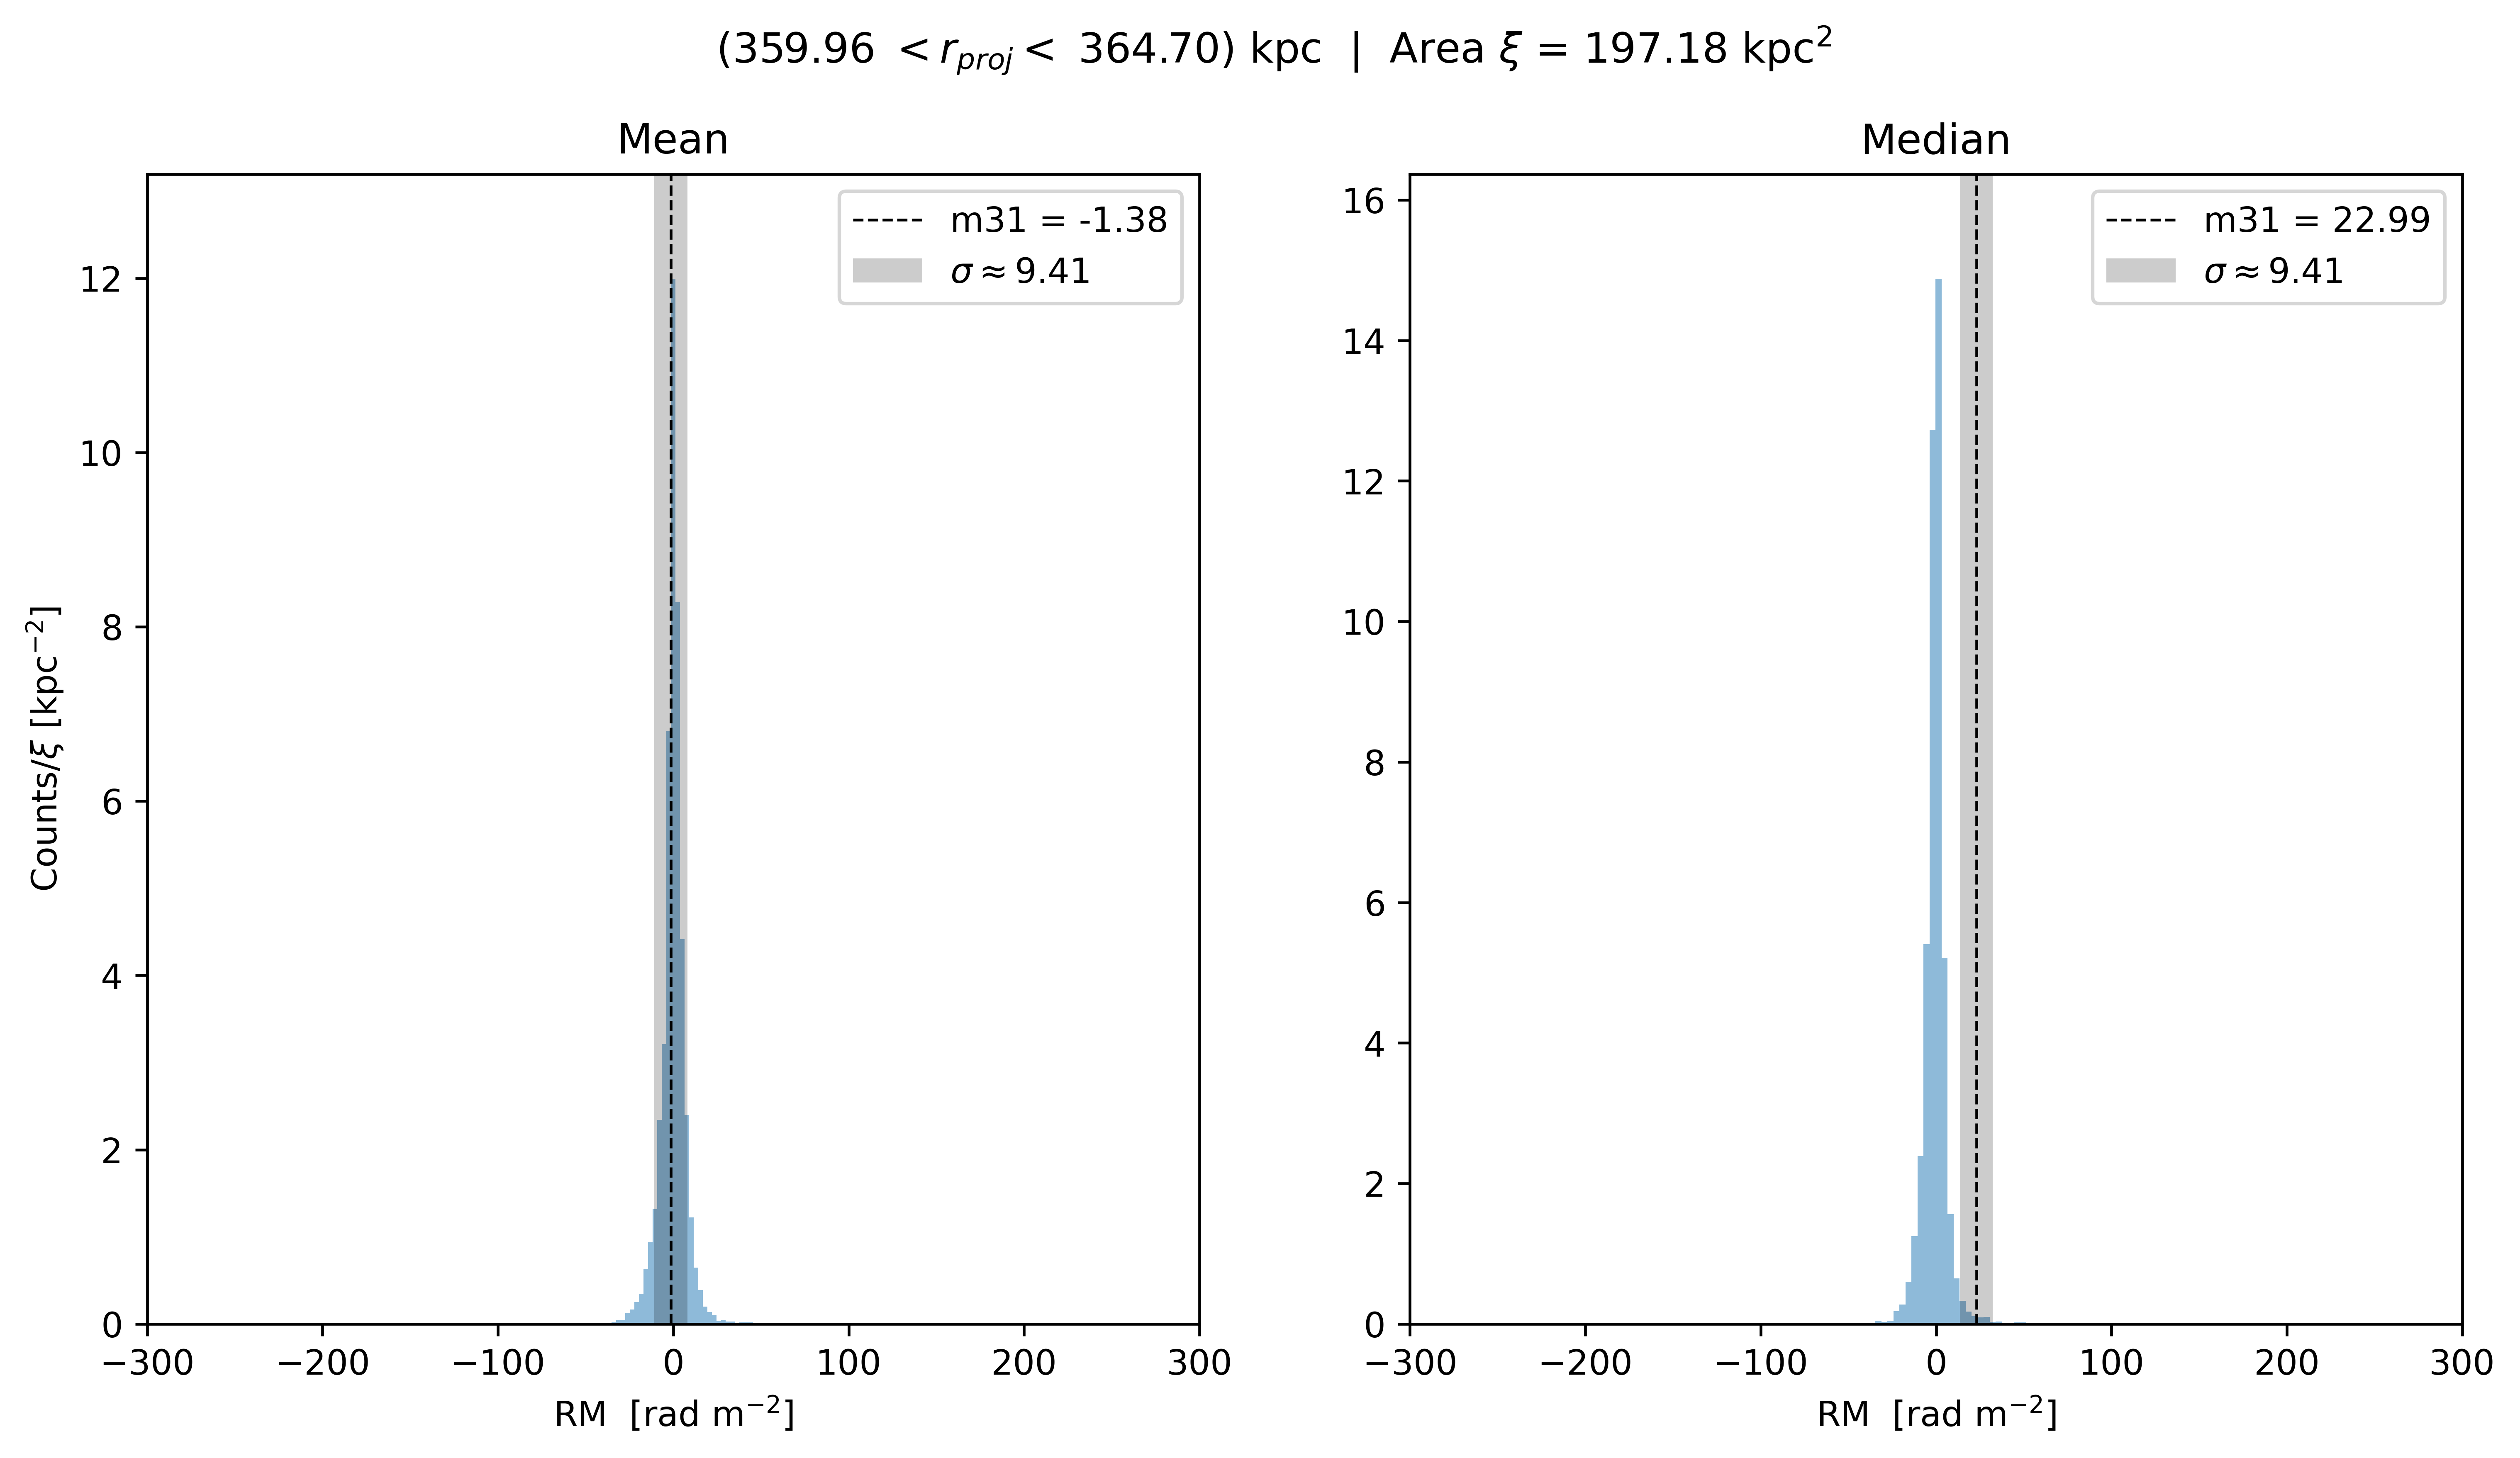 (359.96 < r_proj < 364.70) kpc | Area ξ = 197.18 kpc²
Mean
m31 = -1.38
σ ≈ 9.41
12
10
8
6
4
2
0
Counts/ξ [kpc⁻²]
−300 −200 −100 0 100 200 300
RM [rad m⁻²]
Median
m31 = 22.99
σ ≈ 9.41
16
14
12
10
8
6
4
2
0
−300 −200 −100 0 100 200 300
RM [rad m⁻²]